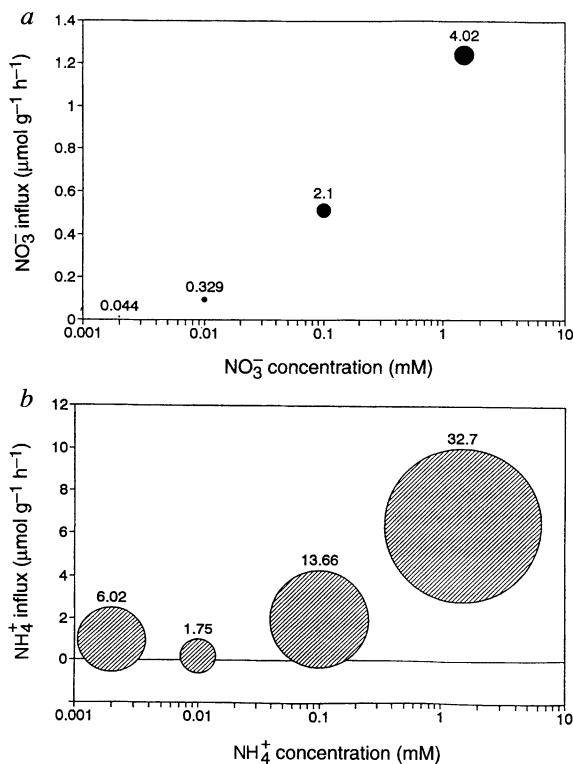 a
1.4
1.2
1
0.8
0.6
0.4
0.2
0
NO₃⁻ influx (μmol g⁻¹ h⁻¹)
4.02
2.1
0.329
0.044
0.001 0.01 0.1 1 10
NO₃⁻ concentration (mM)
b
12
10
8
6
4
2
0
NH₄⁺ influx (μmol g⁻¹ h⁻¹)
32.7
13.66
6.02
1.75
0.001 0.01 0.1 1 10
NH₄⁺ concentration (mM)